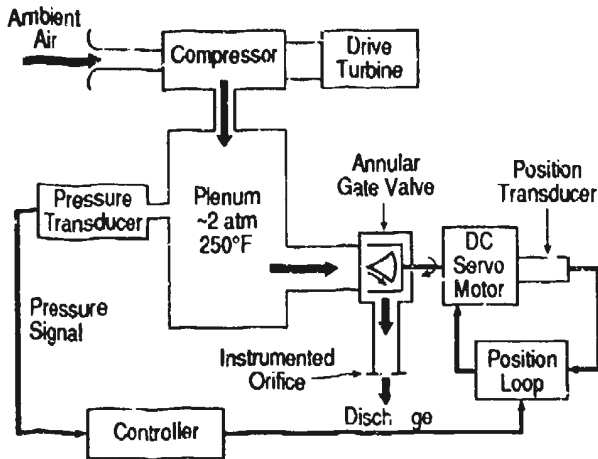 Ambient
Air
Compressor
Drive
Turbine
Pressure
Transducer
Plenum
~2 atm
250°F
Annular
Gate Valve
Position
Transducer
DC
Servo
Motor
Pressure
Signal
Instrumented
Orifice
Position
Loop
Controller